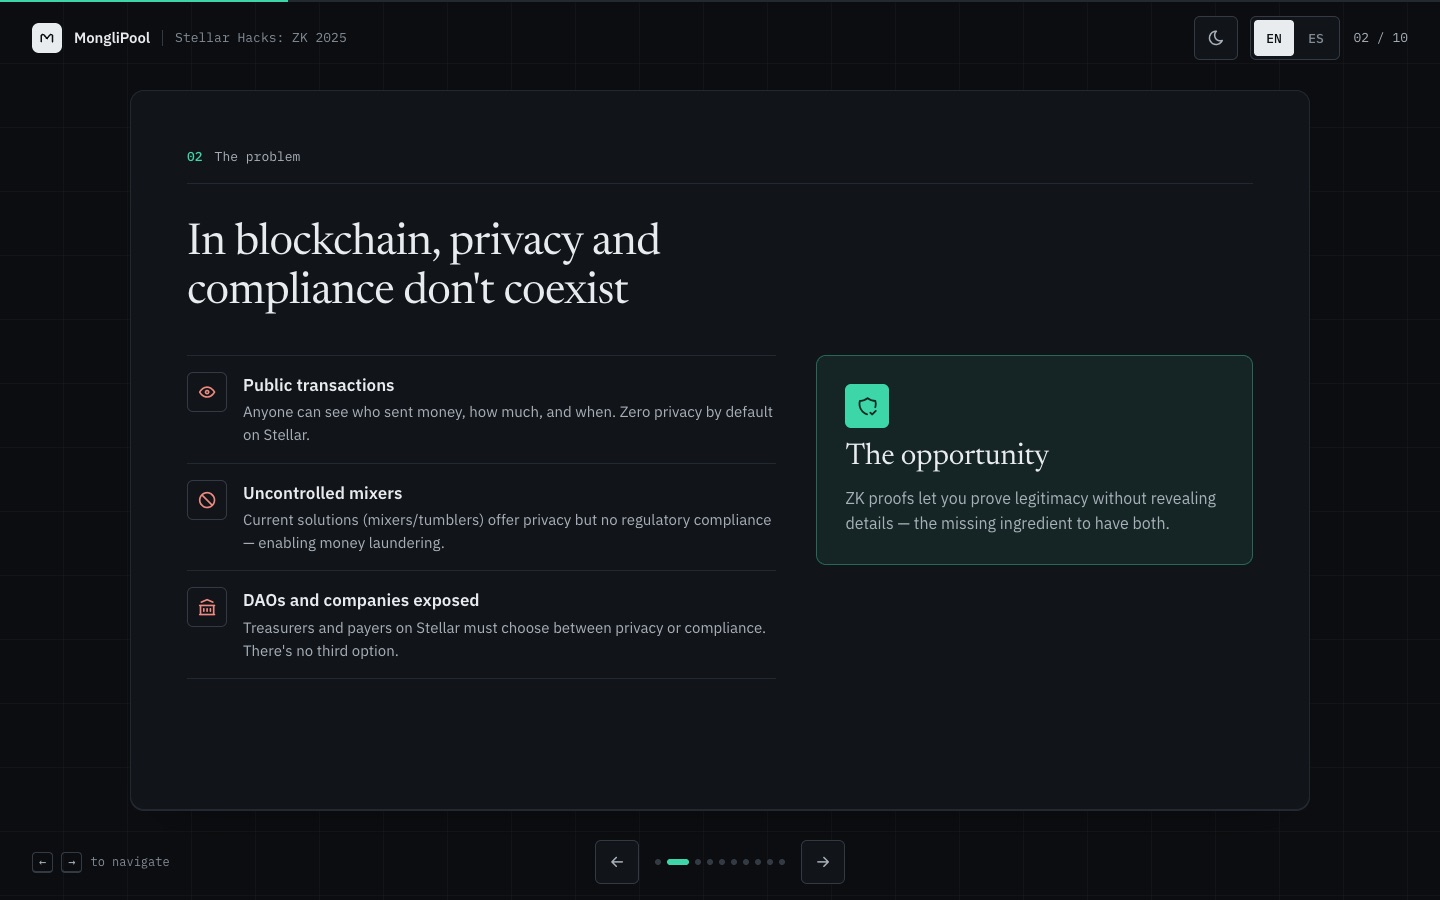 MongliPool
Stellar Hacks: ZK 2025
EN
ES
02 / 10
02 The problem
In blockchain, privacy and
compliance don't coexist
Public transactions
Anyone can see who sent money, how much, and when. Zero privacy by default
on Stellar.
Uncontrolled mixers
Current solutions (mixers/tumblers) offer privacy but no regulatory compliance
— enabling money laundering.
DAOs and companies exposed
Treasurers and payers on Stellar must choose between privacy or compliance.
There's no third option.
The opportunity
ZK proofs let you prove legitimacy without revealing
details — the missing ingredient to have both.
← → to navigate